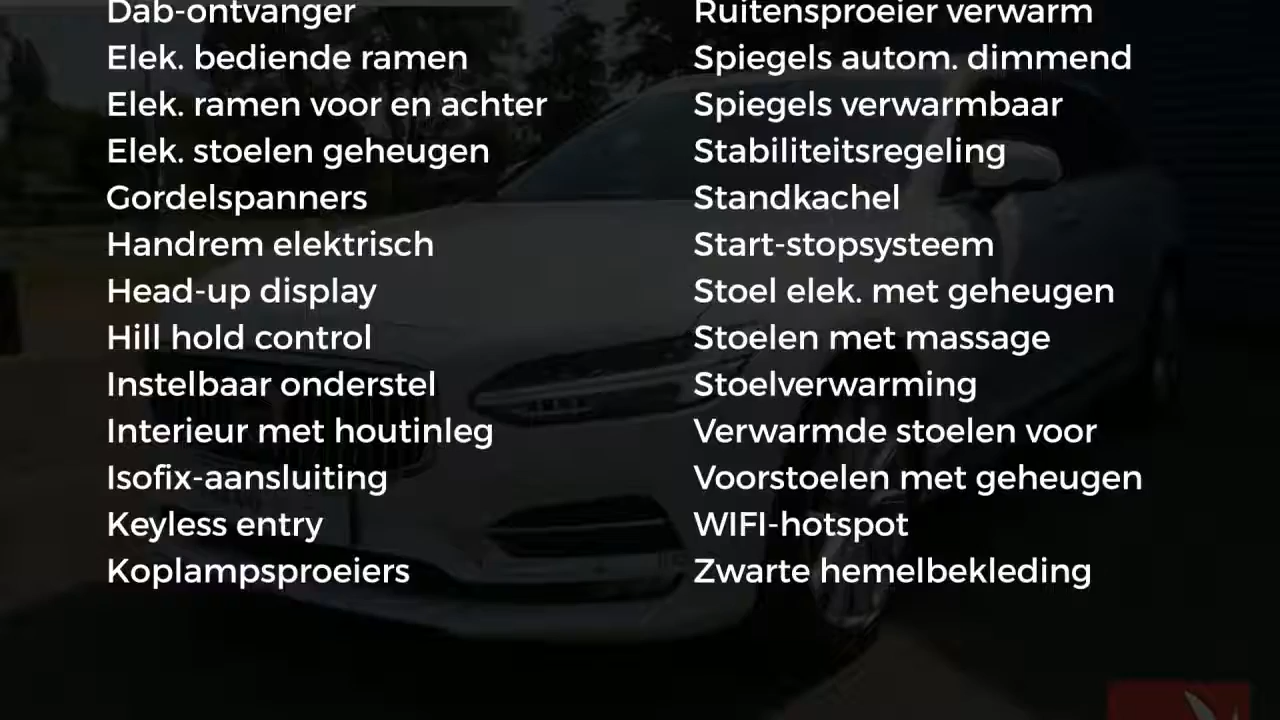 Dab-ontvanger
Elek. bediende ramen
Elek. ramen voor en achter
Elek. stoelen geheugen
Gordelspanners
Handrem elektrisch
Head-up display
Hill hold control
Instelbaar onderstel
Interieur met houtinleg
Isofix-aansluiting
Keyless entry
Koplampsproeiers
Ruitensproeier verwarm
Spiegels autom. dimmend
Spiegels verwarmbaar
Stabiliteitsregeling
Standkachel
Start-stopsysteem
Stoel elek. met geheugen
Stoelen met massage
Stoelverwarming
Verwarmde stoelen voor
Voorstoelen met geheugen
WIFI-hotspot
Zwarte hemelbekleding